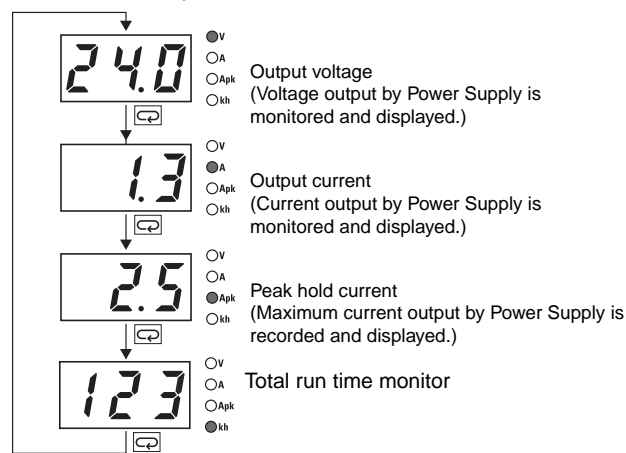 24.0
V
A
Apk
kh
Output voltage
(Voltage output by Power Supply is
monitored and displayed.)
1.3
V
A
Apk
kh
Output current
(Current output by Power Supply is
monitored and displayed.)
2.5
V
A
Apk
kh
Peak hold current
(Maximum current output by Power Supply is
recorded and displayed.)
123
V
A
Apk
kh
Total run time monitor